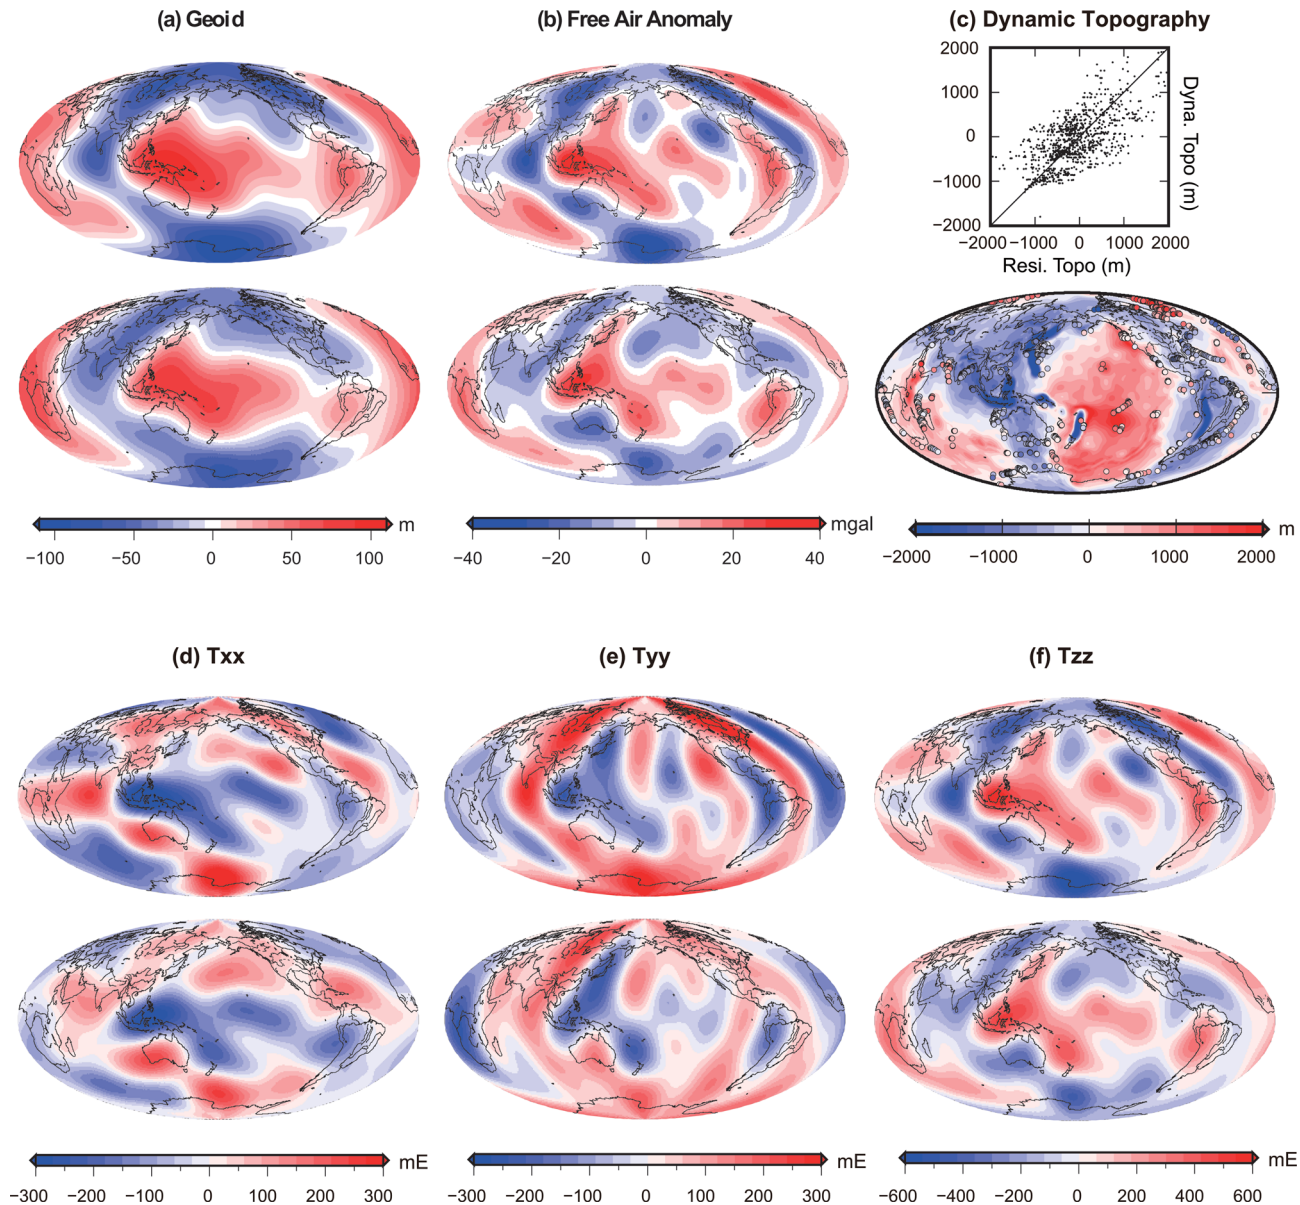 (a) Geoid
(b) Free Air Anomaly
(c) Dynamic Topography
2000
1000
0
−1000
−2000
−2000 −1000 0 1000 2000
Resi. Topo (m)
Dyna. Topo (m)
−100 −50 0 50 100
m
−40 −20 0 20 40
mgal
−2000 −1000 0 1000 2000
m
(d) Txx
(e) Tyy
(f) Tzz
−300 −200 −100 0 100 200 300
mE
−300 −200 −100 0 100 200 300
mE
−600 −400 −200 0 200 400 600
mE